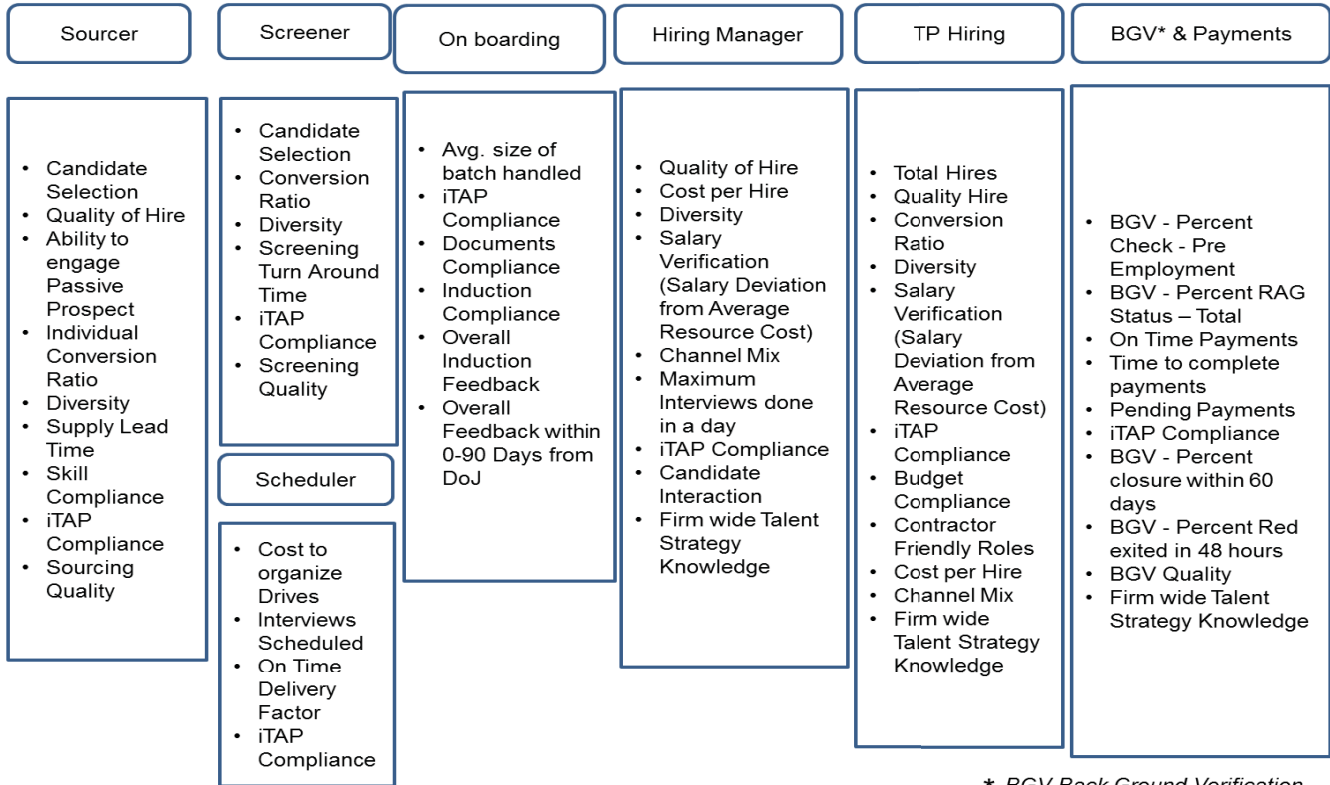 Sourcer
• Candidate
Selection
• Quality of Hire
• Ability to
engage
Passive
Prospect
• Individual
Conversion
Ratio
• Diversity
• Supply Lead
Time
• Skill
Compliance
• iTAP
Compliance
• Sourcing
Quality
Screener
• Candidate
Selection
• Conversion
Ratio
• Diversity
• Screening
Turn Around
Time
• iTAP
Compliance
• Screening
Quality
Scheduler
• Cost to
organize
Drives
• Interviews
Scheduled
• On Time
Delivery
Factor
• iTAP
Compliance
On boarding
• Avg. size of
batch handled
• iTAP
Compliance
• Documents
Compliance
• Induction
Compliance
• Overall
Induction
Feedback
• Overall
Feedback within
0-90 Days from
DoJ
Hiring Manager
• Quality of Hire
• Cost per Hire
• Diversity
• Salary
Verification
(Salary Deviation
from Average
Resource Cost)
• Channel Mix
• Maximum
Interviews done
in a day
• iTAP Compliance
• Candidate
Interaction
• Firm wide Talent
Strategy
Knowledge
TP Hiring
• Total Hires
• Quality Hire
• Conversion
Ratio
• Diversity
• Salary
Verification
(Salary
Deviation from
Average
Resource Cost)
• iTAP
Compliance
• Budget
Compliance
• Contractor
Friendly Roles
• Cost per Hire
• Channel Mix
• Firm wide
Talent Strategy
Knowledge
BGV* & Payments
• BGV - Percent
Check - Pre
Employment
• BGV - Percent RAG
Status – Total
• On Time Payments
• Time to complete
payments
• Pending Payments
• iTAP Compliance
• BGV - Percent
closure within 60
days
• BGV - Percent Red
exited in 48 hours
• BGV Quality
• Firm wide Talent
Strategy Knowledge
* BGV Back Ground Verification